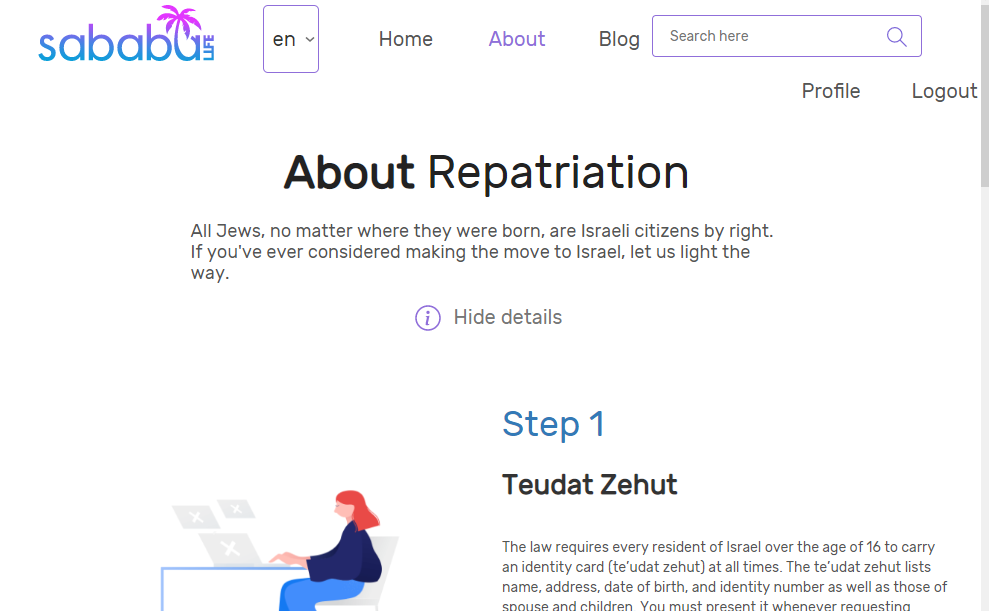 sababa LIFE
en
Home
About
Blog
Search here
Profile
Logout
About Repatriation
All Jews, no matter where they were born, are Israeli citizens by right.
If you've ever considered making the move to Israel, let us light the
way.
Hide details
Step 1
Teudat Zehut
The law requires every resident of Israel over the age of 16 to carry
an identity card (te’udat zehut) at all times. The te’udat zehut lists
name, address, date of birth, and identity number as well as those of
spouse and children. You must present it whenever requesting